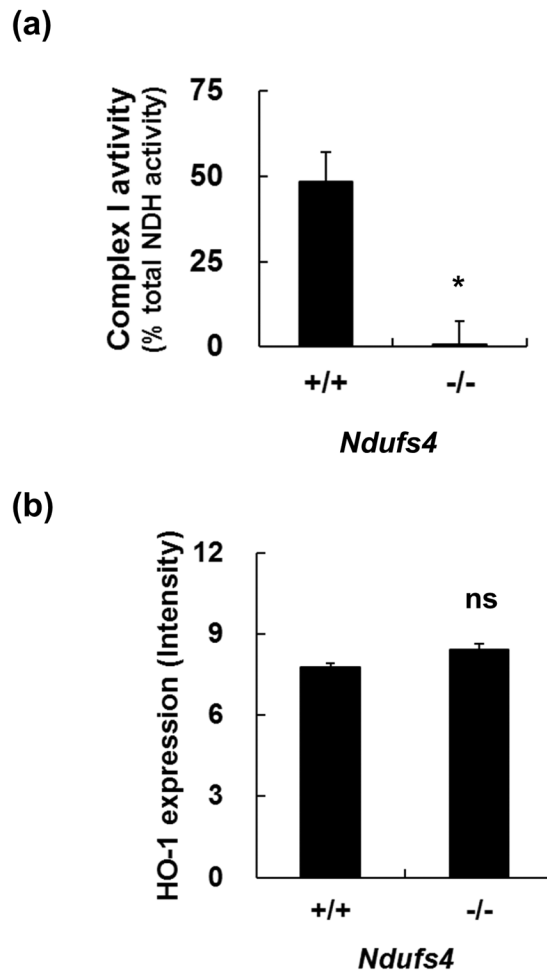 (a)
Complex I avtivity
(% total NDH activity)
75
50
25
0
*
+/+
-/-
Ndufs4
(b)
HO-1 expression (Intensity)
12
9
6
3
0
ns
+/+
-/-
Ndufs4